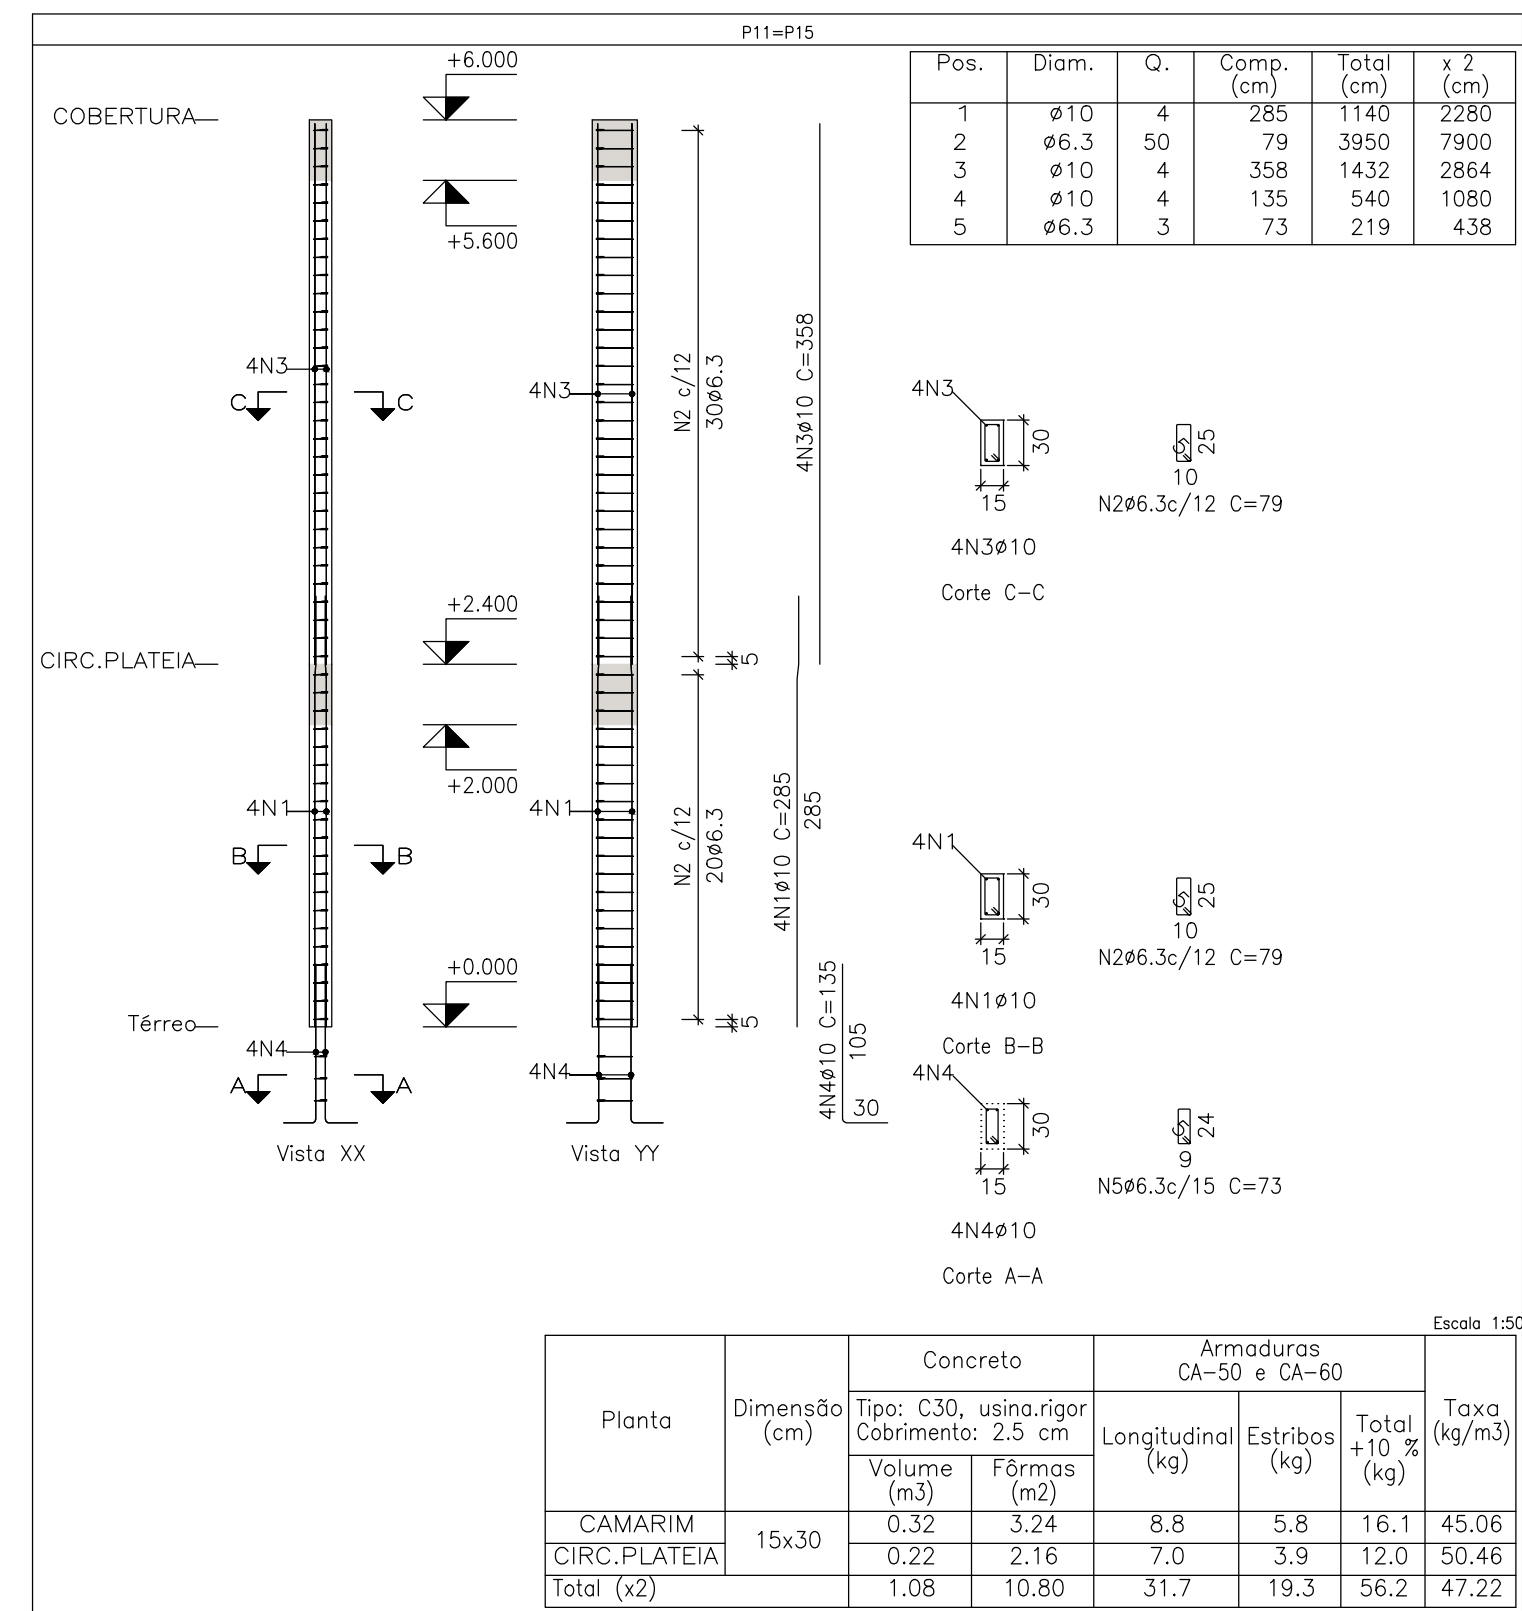 P11=P15
+6.000
COBERTURA
+5.600
Pos. Diam. Q. Comp. (cm) Total (cm) x 2 (cm)
1 ø10 4 285 1140 2280
2 ø6.3 50 79 3950 7900
3 ø10 4 358 1432 2864
4 ø10 4 135 540 1080
5 ø6.3 3 73 219 438
4N3
C C
4N3
N2 c/12
30ø6.3
4N3ø10 C=358
4N3
30
15
4N3ø10
Corte C-C
6
25
10
N2ø6.3c/12 C=79
+2.400
CIRC.PLATEIA
5
+2.000
4N1
B B
4N1
N2 c/12
20ø6.3
4N1ø10 C=285
285
4N1
30
15
4N1ø10
Corte B-B
6
25
10
N2ø6.3c/12 C=79
+0.000
Térreo
5
4N4
A A
4N4
4N4ø10 C=135
105
30
Vista XX
Vista YY
4N4
30
15
4N4ø10
Corte A-A
6
24
9
N5ø6.3c/15 C=73
Escala 1:50
Planta
Dimensão (cm)
Concreto
Tipo: C30, usina.rigor
Cobrimento: 2.5 cm
Volume (m3)
Fôrmas (m2)
Armaduras
CA-50 e CA-60
Longitudinal (kg)
Estribos (kg)
Total +10 % (kg)
Taxa (kg/m3)
CAMARIM 15x30 0.32 3.24 8.8 5.8 16.1 45.06
CIRC.PLATEIA 0.22 2.16 7.0 3.9 12.0 50.46
Total (x2) 1.08 10.80 31.7 19.3 56.2 47.22